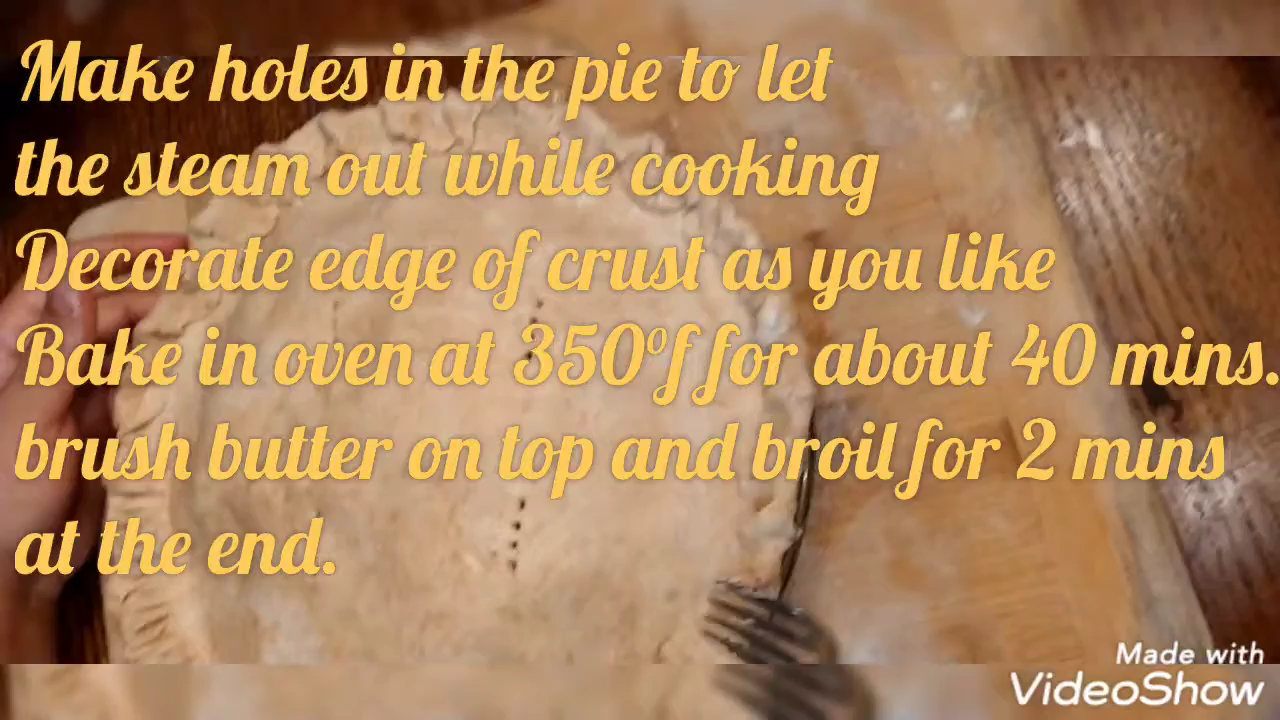 Make holes in the pie to let
the steam out while cooking
Decorate edge of crust as you like
Bake in oven at 350ºf for about 40 mins.
brush butter on top and broil for 2 mins
at the end.
Made with
VideoShow